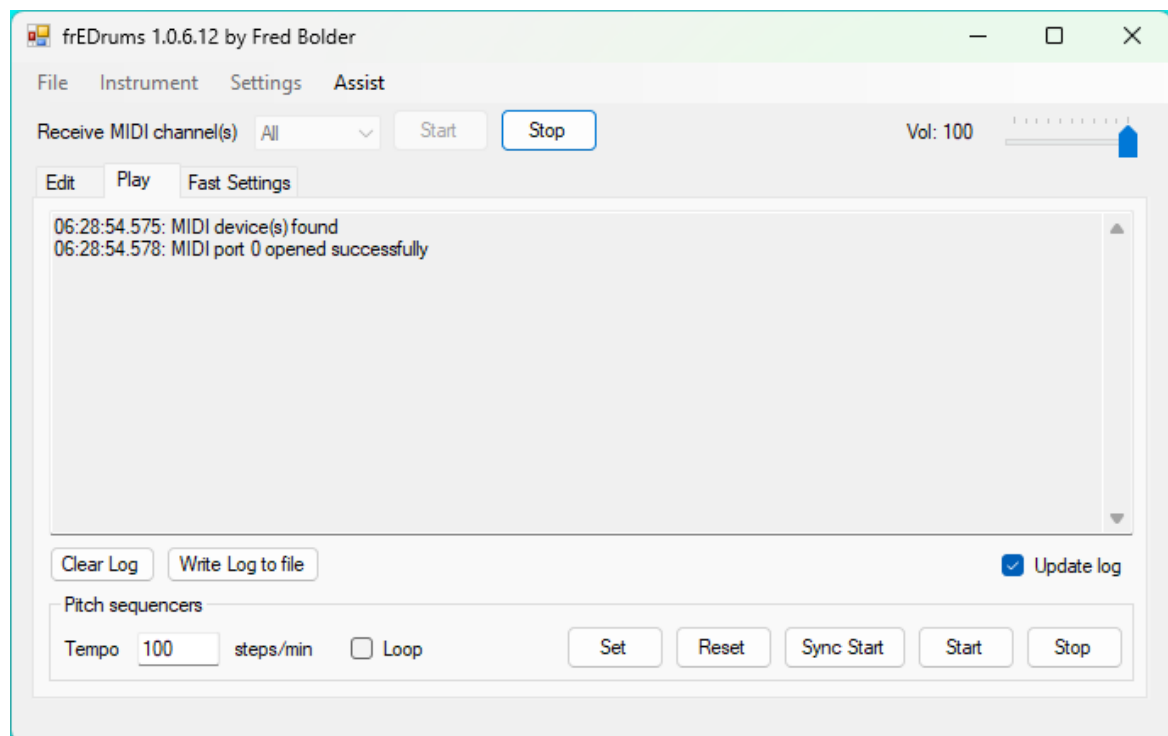 frEDrums 1.0.6.12 by Fred Bolder
File Instrument Settings Assist
Receive MIDI channel(s) All Start Stop Vol: 100
Edit Play Fast Settings
06:28:54.575: MIDI device(s) found
06:28:54.578: MIDI port 0 opened successfully
Clear Log Write Log to file Update log
Pitch sequencers
Tempo 100 steps/min Loop Set Reset Sync Start Start Stop